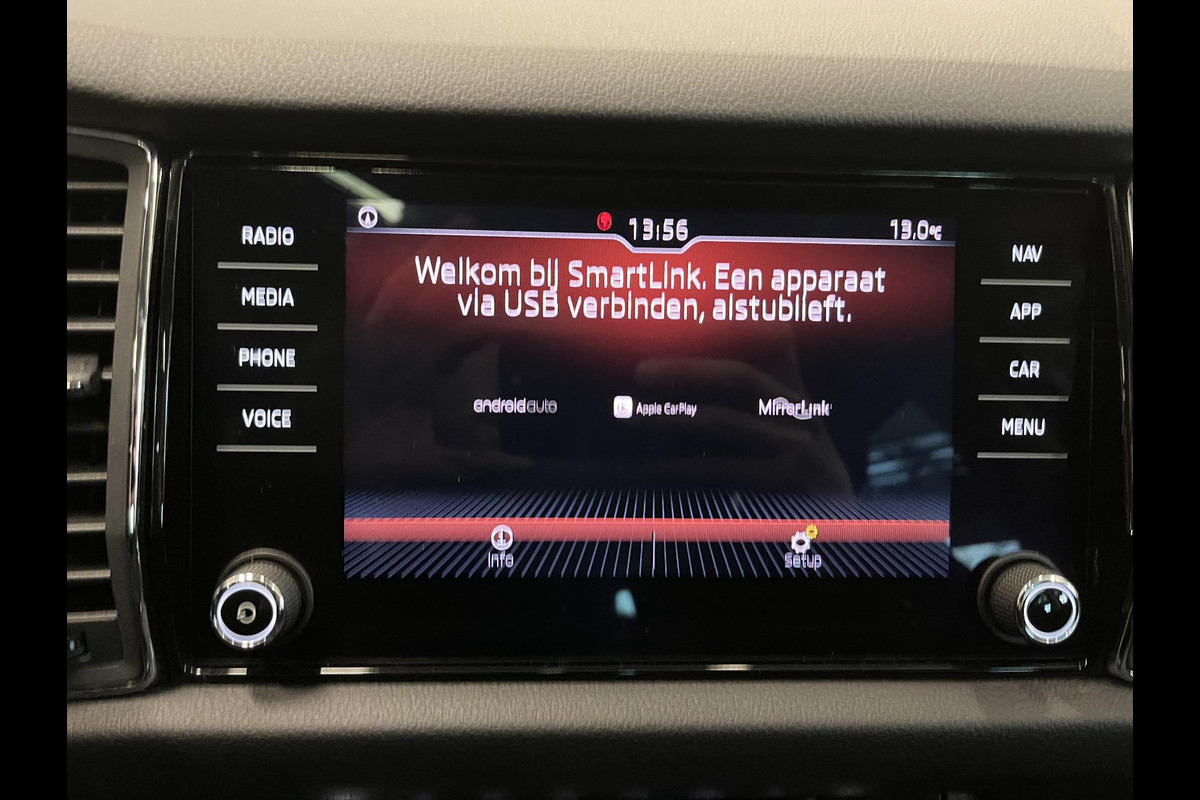 RADIO
MEDIA
PHONE
VOICE
13:56
13.0°C
Welkom bij SmartLink. Een apparaat
via USB verbinden, alstublieft.
androidauto
Apple CarPlay
MirrorLink
Info
Setup
NAV
APP
CAR
MENU